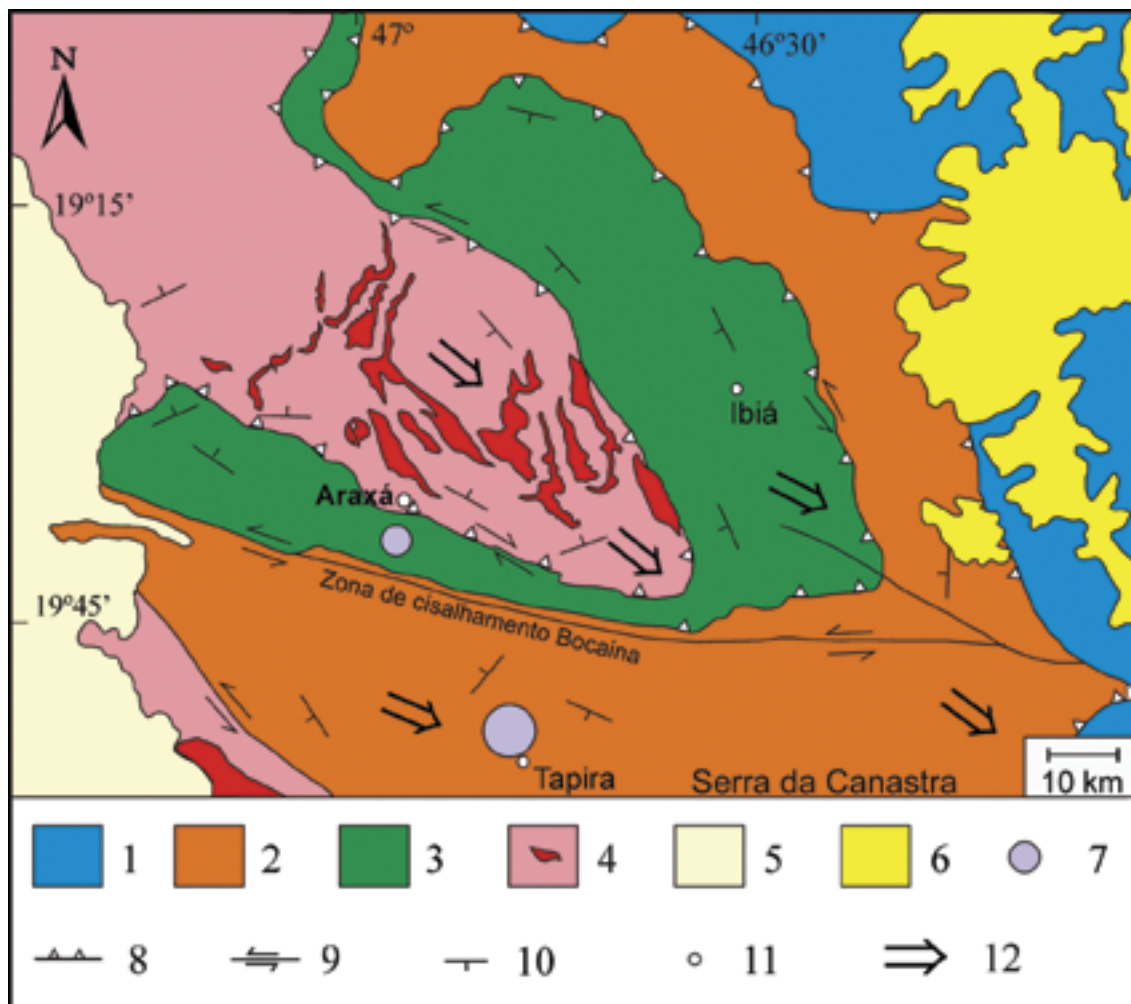 47º
46º30’
N
19º15’
Ibiá
Araxá
19º45’
Zona de cisalhamento Bocaina
Tapira
Serra da Canastra
10 km
1 2 3 4 5 6 7
8 9 10 11 12